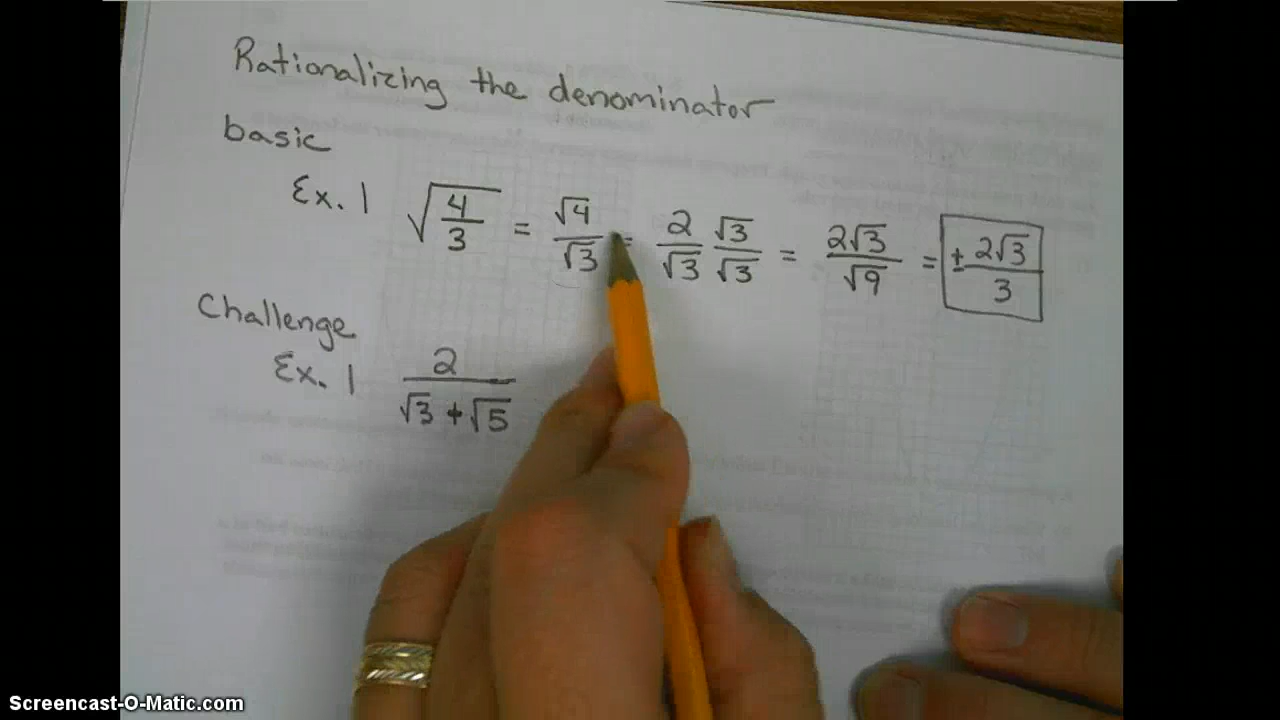 Rationalizing the denominator
basic
Ex. 1 √(4/3) = √4/√3 = 2/√3 √3/√3 = 2√3/√9 = ± 2√3/3
Challenge
Ex. 1 2/(√3 + √5)
Screencast-O-Matic.com